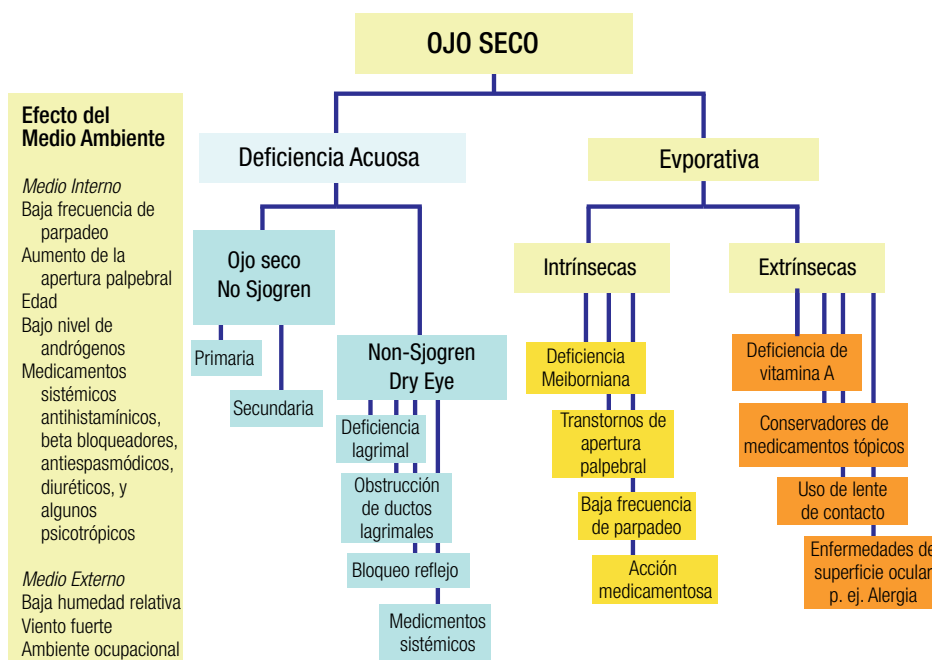 OJO SECO
Efecto del
Medio Ambiente
Medio Interno
Baja frecuencia de
parpadeo
Aumento de la
apertura palpebral
Edad
Bajo nivel de
andrógenos
Medicamentos
sistémicos
antihistamínicos,
beta bloqueadores,
antiespasmódicos,
diuréticos, y
algunos
psicotrópicos
Medio Externo
Baja humedad relativa
Viento fuerte
Ambiente ocupacional
Deficiencia Acuosa
Ojo seco
No Sjogren
Primaria
Secundaria
Non-Sjogren
Dry Eye
Deficiencia
lagrimal
Obstrucción
de ductos
lagrimales
Bloqueo reflejo
Medicmentos
sistémicos
Evporativa
Intrínsecas
Deficiencia
Meiborniana
Transtornos de
apertura
palpebral
Baja frecuencia
de parpadeo
Acción
medicamentosa
Extrínsecas
Deficiencia de
vitamina A
Conservadores de
medicamentos tópicos
Uso de lente
de contacto
Enfermedades de
superficie ocular
p. ej. Alergia